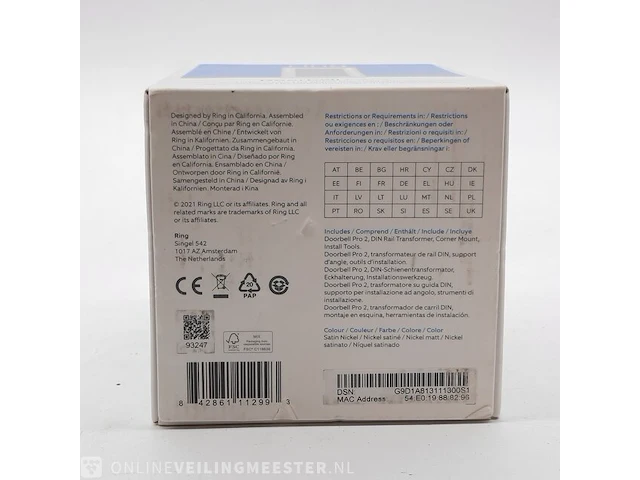 Designed by Ring in California. Assembled
in China / Conçu par Ring en Californie.
Assemblé en Chine / Entwickelt von
Ring in Kalifornien. Zusammengebaut in
China / Progettato da Ring in California.
Assemblato in Cina / Diseñado por Ring
en California. Ensamblado en China /
Ontworpen door Ring in Californië.
Samengesteld in China / Designad av Ring i
Kalifornien. Monterad i Kina
© 2021 Ring LLC or its affiliates. Ring and all
related marks are trademarks of Ring LLC
or its affiliates.
Ring
Singel 542
1017 AZ Amsterdam
The Netherlands
CE
20
PAP
93247
FSC
MIX
8 42861 11299 3
Restrictions or Requirements in: / Restrictions
ou exigences en : / Beschränkungen oder
Anforderungen in: / Restrizioni o requisiti in: /
Restricciones o requisitos en: / Beperkingen of
vereisten in: / Krav eller begränsningar i:
AT BE BG HR CY CZ DK
EE FI FR DE EL HU IE
IT LV LT LU MT NL PL
PT RO SK SI ES SE UK
Includes / Comprend / Enthält / Include / Incluye
Doorbell Pro 2, DIN Rail Transformer, Corner Mount,
Install Tools.
Doorbell Pro 2, transformateur de rail DIN, support
d'angle, outils d'installation.
Doorbell Pro 2, DIN-Schienentransformator,
Eckhalterung, Installationswerkzeug.
Doorbell Pro 2, trasformatore su guida DIN,
supporto per installazione ad angolo, strumenti di
installazione.
Doorbell Pro 2, transformador de carril DIN,
montaje en esquina, herramientas de instalación.
Colour / Couleur / Farbe / Colore / Color
Satin Nickel / Nickel satiné / Nickel matt / Nickel
satinato / Níquel satinado
DSN G9D1A813111300S1
MAC Address 54 E0 19 88 82 96
ONLINEVEILINGMEESTER.NL